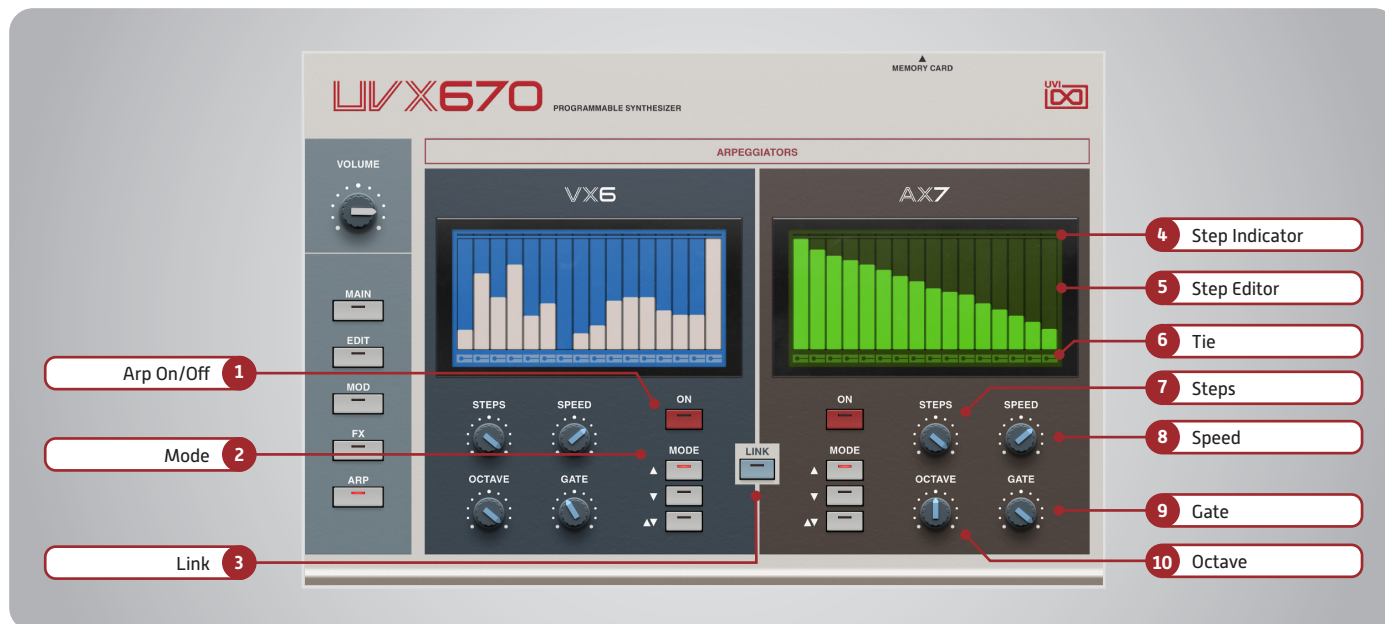 MEMORY CARD
UVX670 PROGRAMMABLE SYNTHESIZER
UVI
ARPEGGIATORS
VOLUME
MAIN
EDIT
MOD
FX
ARP
VX6
STEPS SPEED ON
MODE
OCTAVE GATE
LINK
AX7
ON STEPS SPEED
MODE
OCTAVE GATE
Arp On/Off 1
Mode 2
Link 3
4 Step Indicator
5 Step Editor
6 Tie
7 Steps
8 Speed
9 Gate
10 Octave